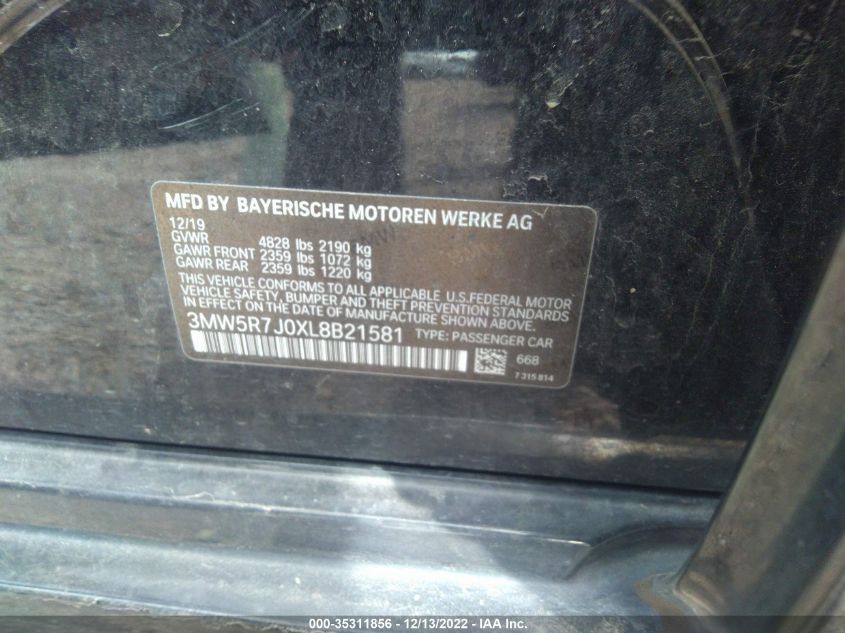 MFD BY BAYERISCHE MOTOREN WERKE AG
12/19
GVWR 4828 lbs 2190 kg
GAWR FRONT 2359 lbs 1072 kg
GAWR REAR 2359 lbs 1220 kg
THIS VEHICLE CONFORMS TO ALL APPLICABLE U.S.FEDERAL MOTOR
VEHICLE SAFETY, BUMPER AND THEFT PREVENTION STANDARDS
IN EFFECT ON THE DATE OF MANUFACTURE SHOWN ABOVE.
3MW5R7J0XL8B21581 TYPE: PASSENGER CAR
668
7 315 814
000-35311856 - 12/13/2022 - IAA Inc.